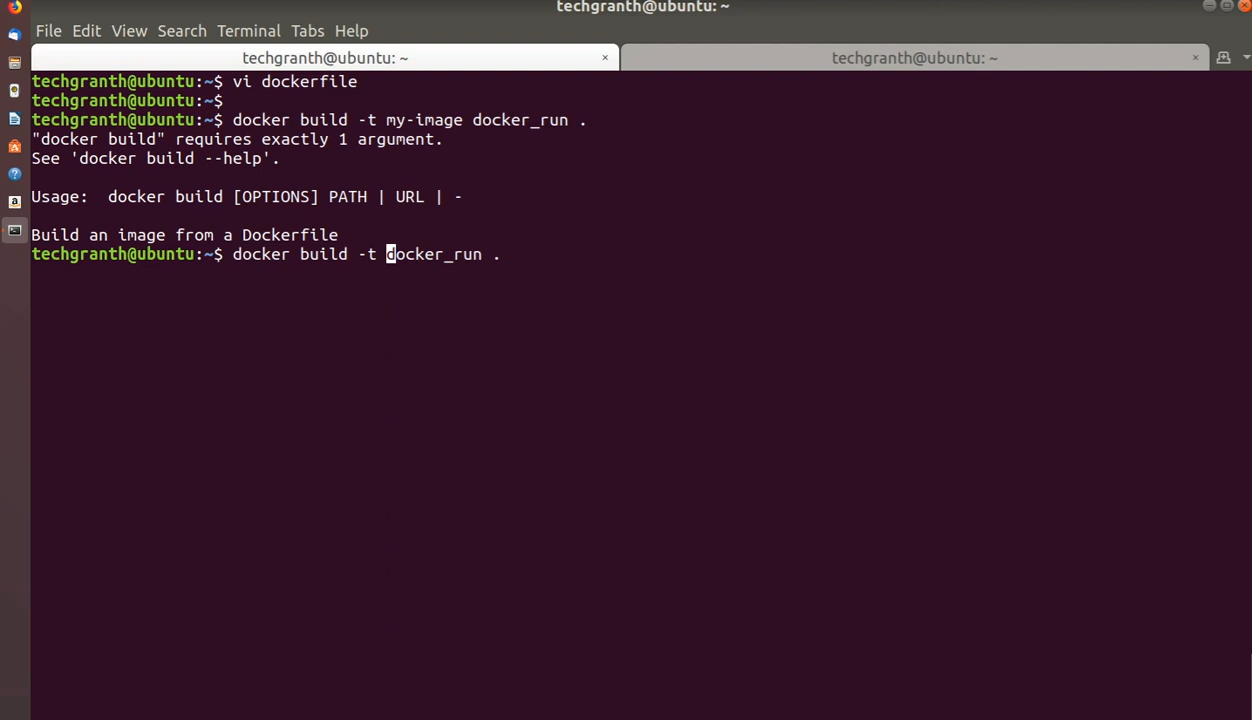 techgranth@ubuntu: ~
File Edit View Search Terminal Tabs Help
techgranth@ubuntu: ~ × techgranth@ubuntu: ~ ×
techgranth@ubuntu:~$ vi dockerfile
techgranth@ubuntu:~$
techgranth@ubuntu:~$ docker build -t my-image docker_run .
"docker build" requires exactly 1 argument.
See 'docker build --help'.
Usage:  docker build [OPTIONS] PATH | URL | -
Build an image from a Dockerfile
techgranth@ubuntu:~$ docker build -t docker_run .